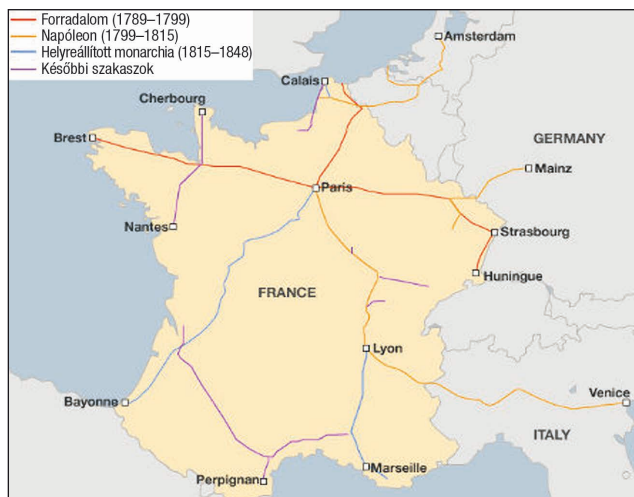 Forradalom (1789–1799)
Napóleon (1799–1815)
Helyreállított monarchia (1815–1848)
Későbbi szakaszok
Amsterdam
Calais
Cherbourg
Brest
GERMANY
Mainz
Paris
Nantes
Strasbourg
Huningue
FRANCE
Lyon
Bayonne
Venice
ITALY
Marseille
Perpignan